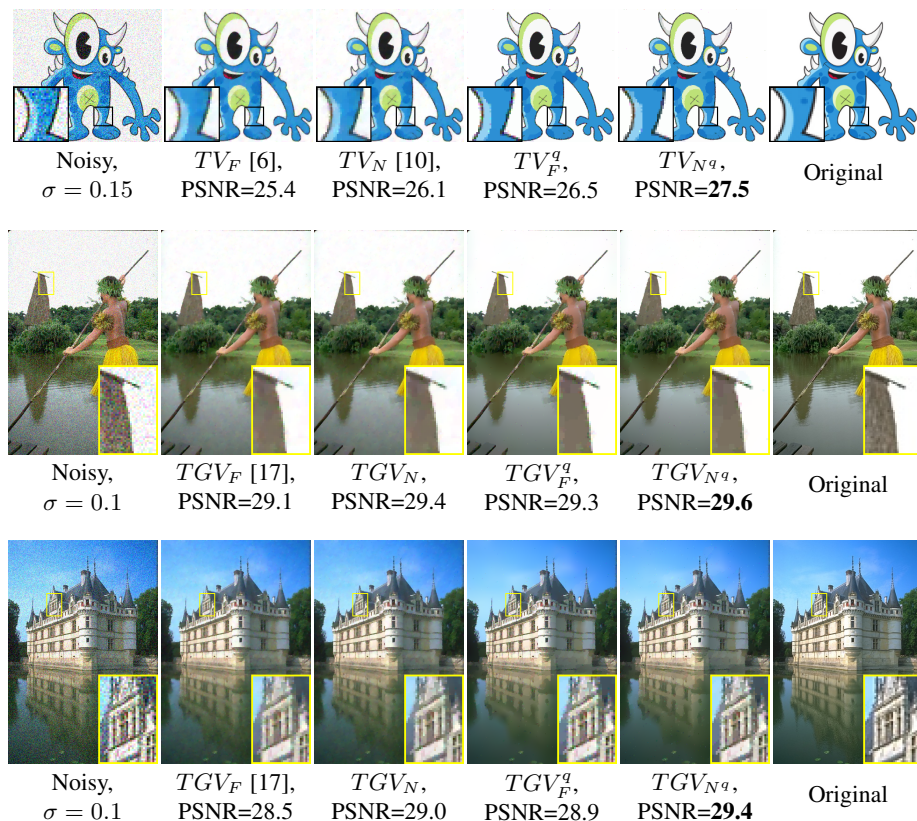 Noisy,
σ = 0.15
TV_F [6],
PSNR=25.4
TV_N [10],
PSNR=26.1
TV_F^q,
PSNR=26.5
TV_{N^q},
PSNR=27.5
Original
Noisy,
σ = 0.1
TGV_F [17],
PSNR=29.1
TGV_N,
PSNR=29.4
TGV_F^q,
PSNR=29.3
TGV_{N^q},
PSNR=29.6
Original
Noisy,
σ = 0.1
TGV_F [17],
PSNR=28.5
TGV_N,
PSNR=29.0
TGV_F^q,
PSNR=28.9
TGV_{N^q},
PSNR=29.4
Original